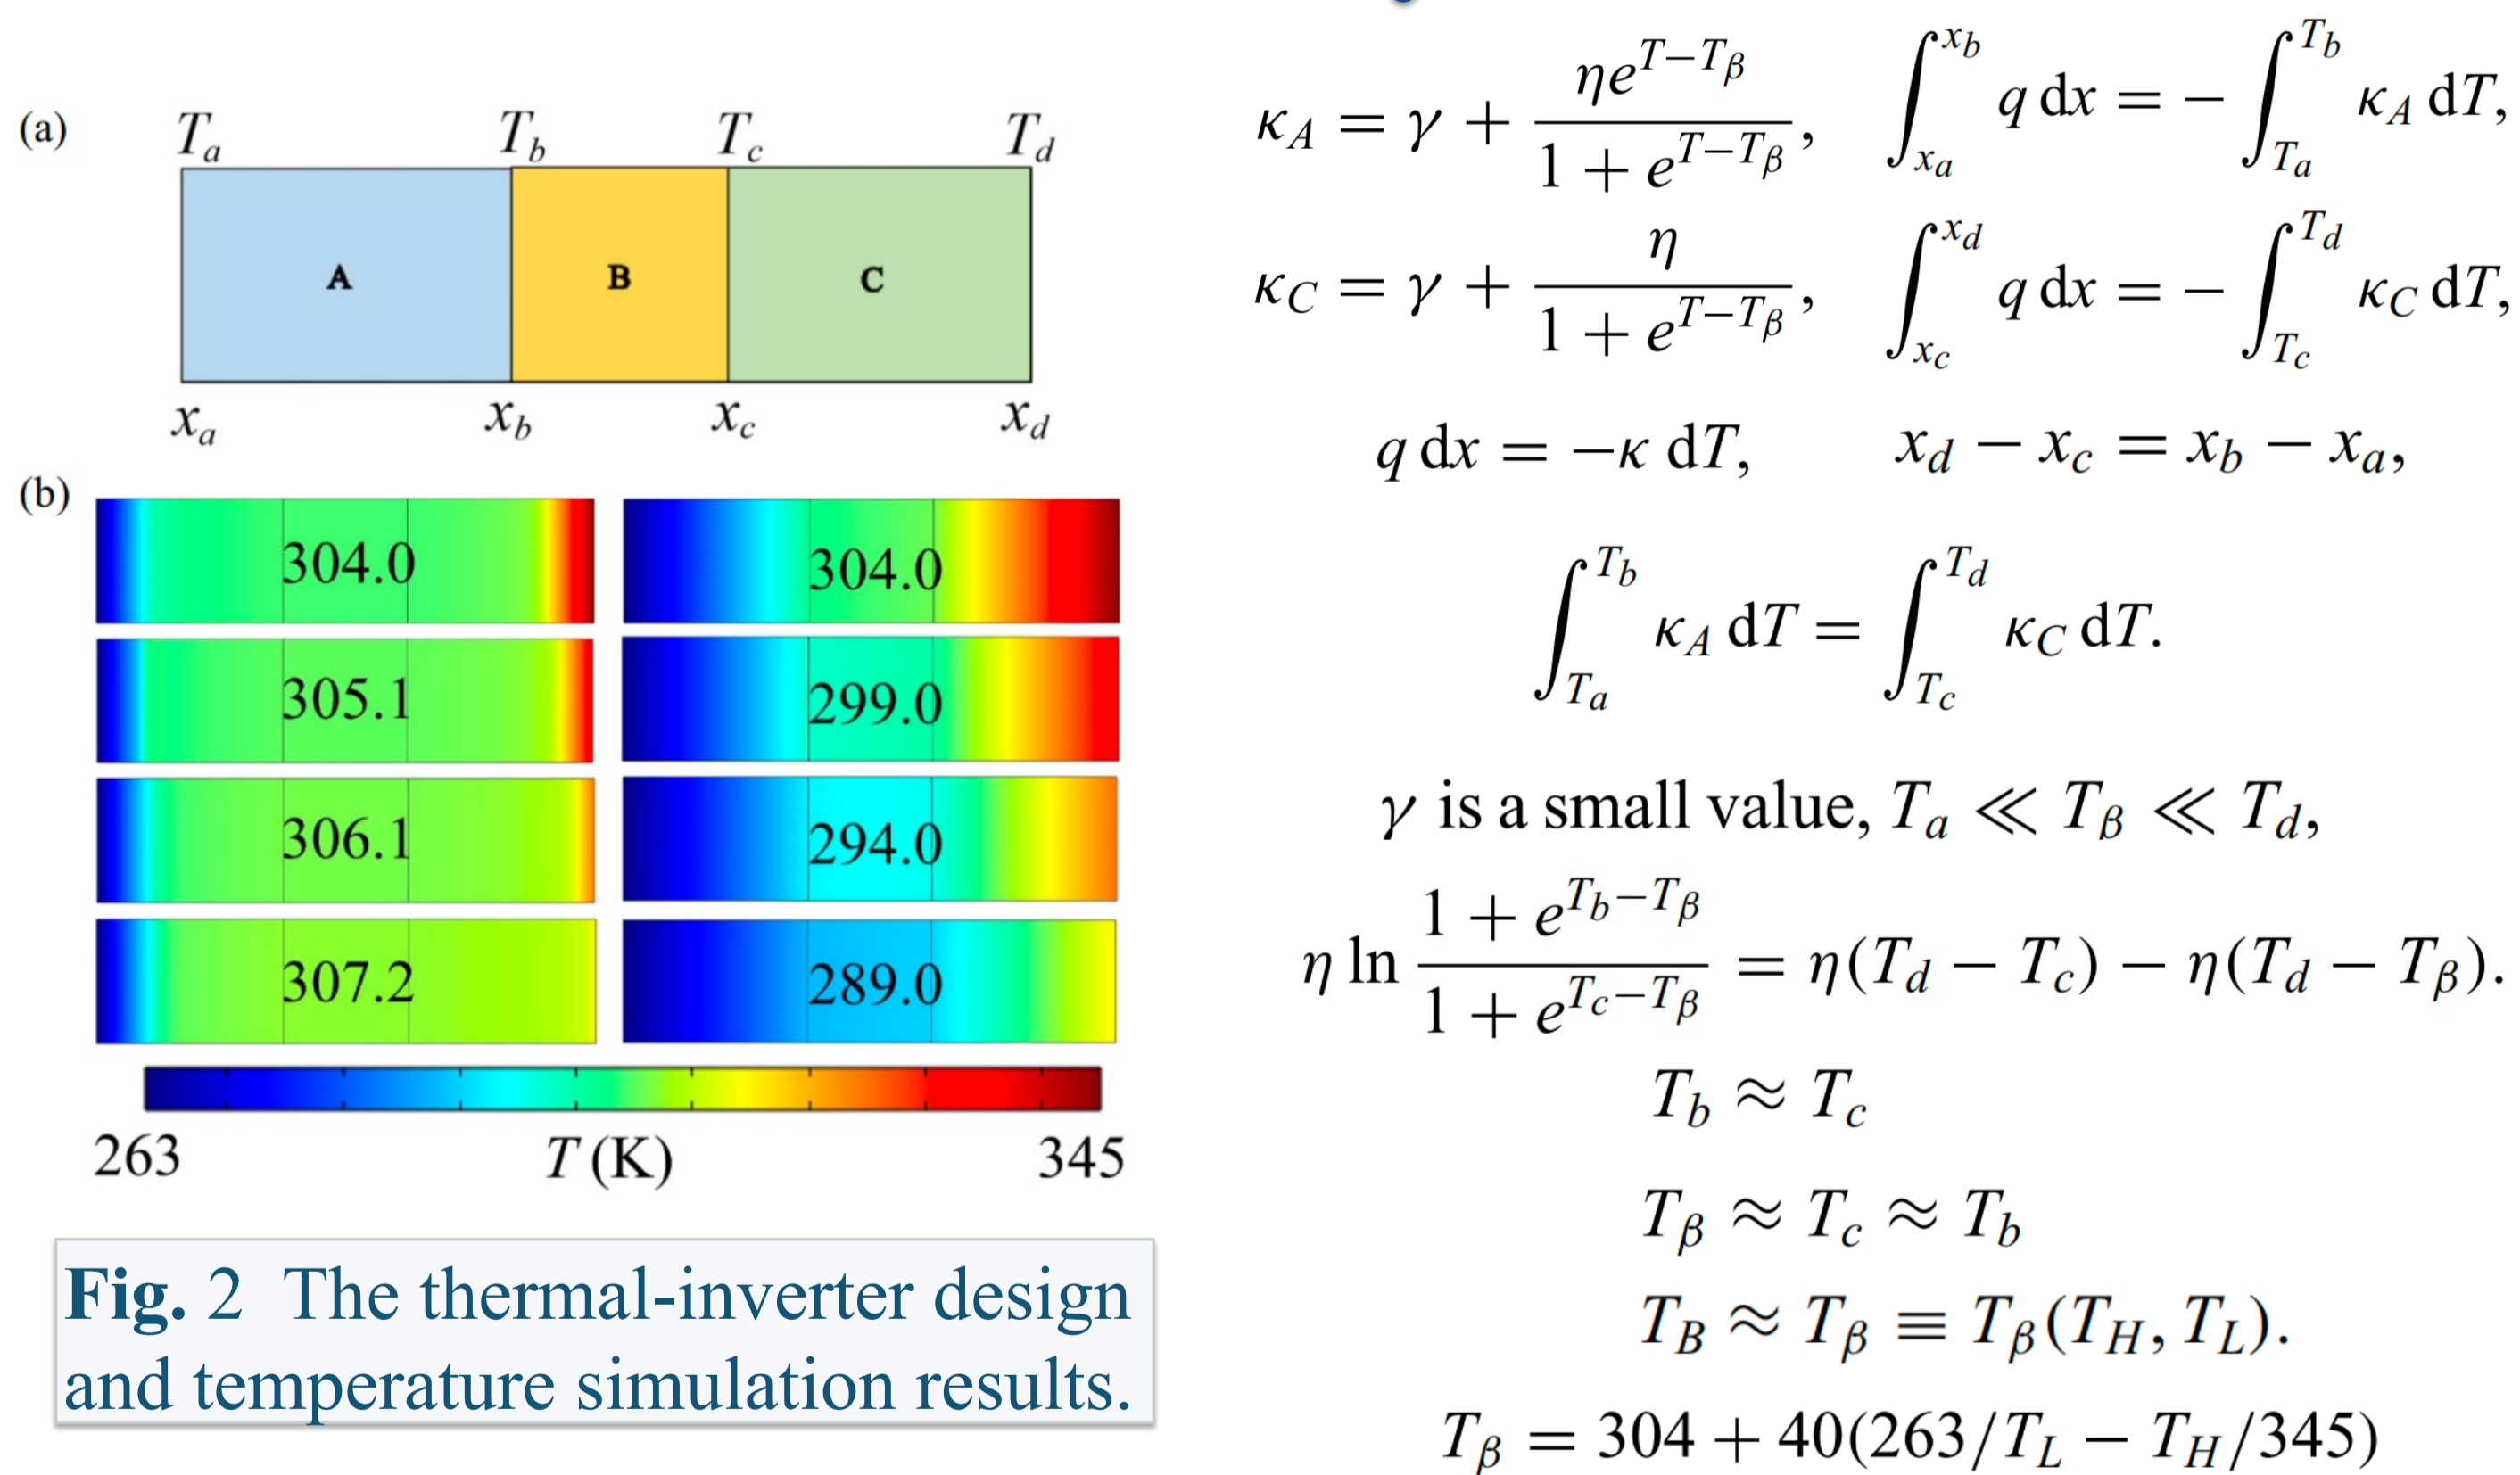 (a)
T_a T_b T_c T_d
A B C
x_a x_b x_c x_d
(b)
304.0 304.0
305.1 299.0
306.1 294.0
307.2 289.0
263 T (K) 345
Fig. 2 The thermal-inverter design
and temperature simulation results.
κ_A = γ + \frac{ηe^{T−T_β}}{1 + e^{T−T_β}}, ∫_{x_a}^{x_b} q dx = − ∫_{T_a}^{T_b} κ_A dT,
κ_C = γ + \frac{η}{1 + e^{T−T_β}}, ∫_{x_c}^{x_d} q dx = − ∫_{T_c}^{T_d} κ_C dT,
q dx = −κ dT, x_d − x_c = x_b − x_a,
∫_{T_a}^{T_b} κ_A dT = ∫_{T_c}^{T_d} κ_C dT.
γ is a small value, T_a ≪ T_β ≪ T_d,
η ln \frac{1 + e^{T_b−T_β}}{1 + e^{T_c−T_β}} = η(T_d − T_c) − η(T_d − T_β).
T_b ≈ T_c
T_β ≈ T_c ≈ T_b
T_B ≈ T_β ≡ T_β(T_H, T_L).
T_β = 304 + 40(263/T_L − T_H/345)